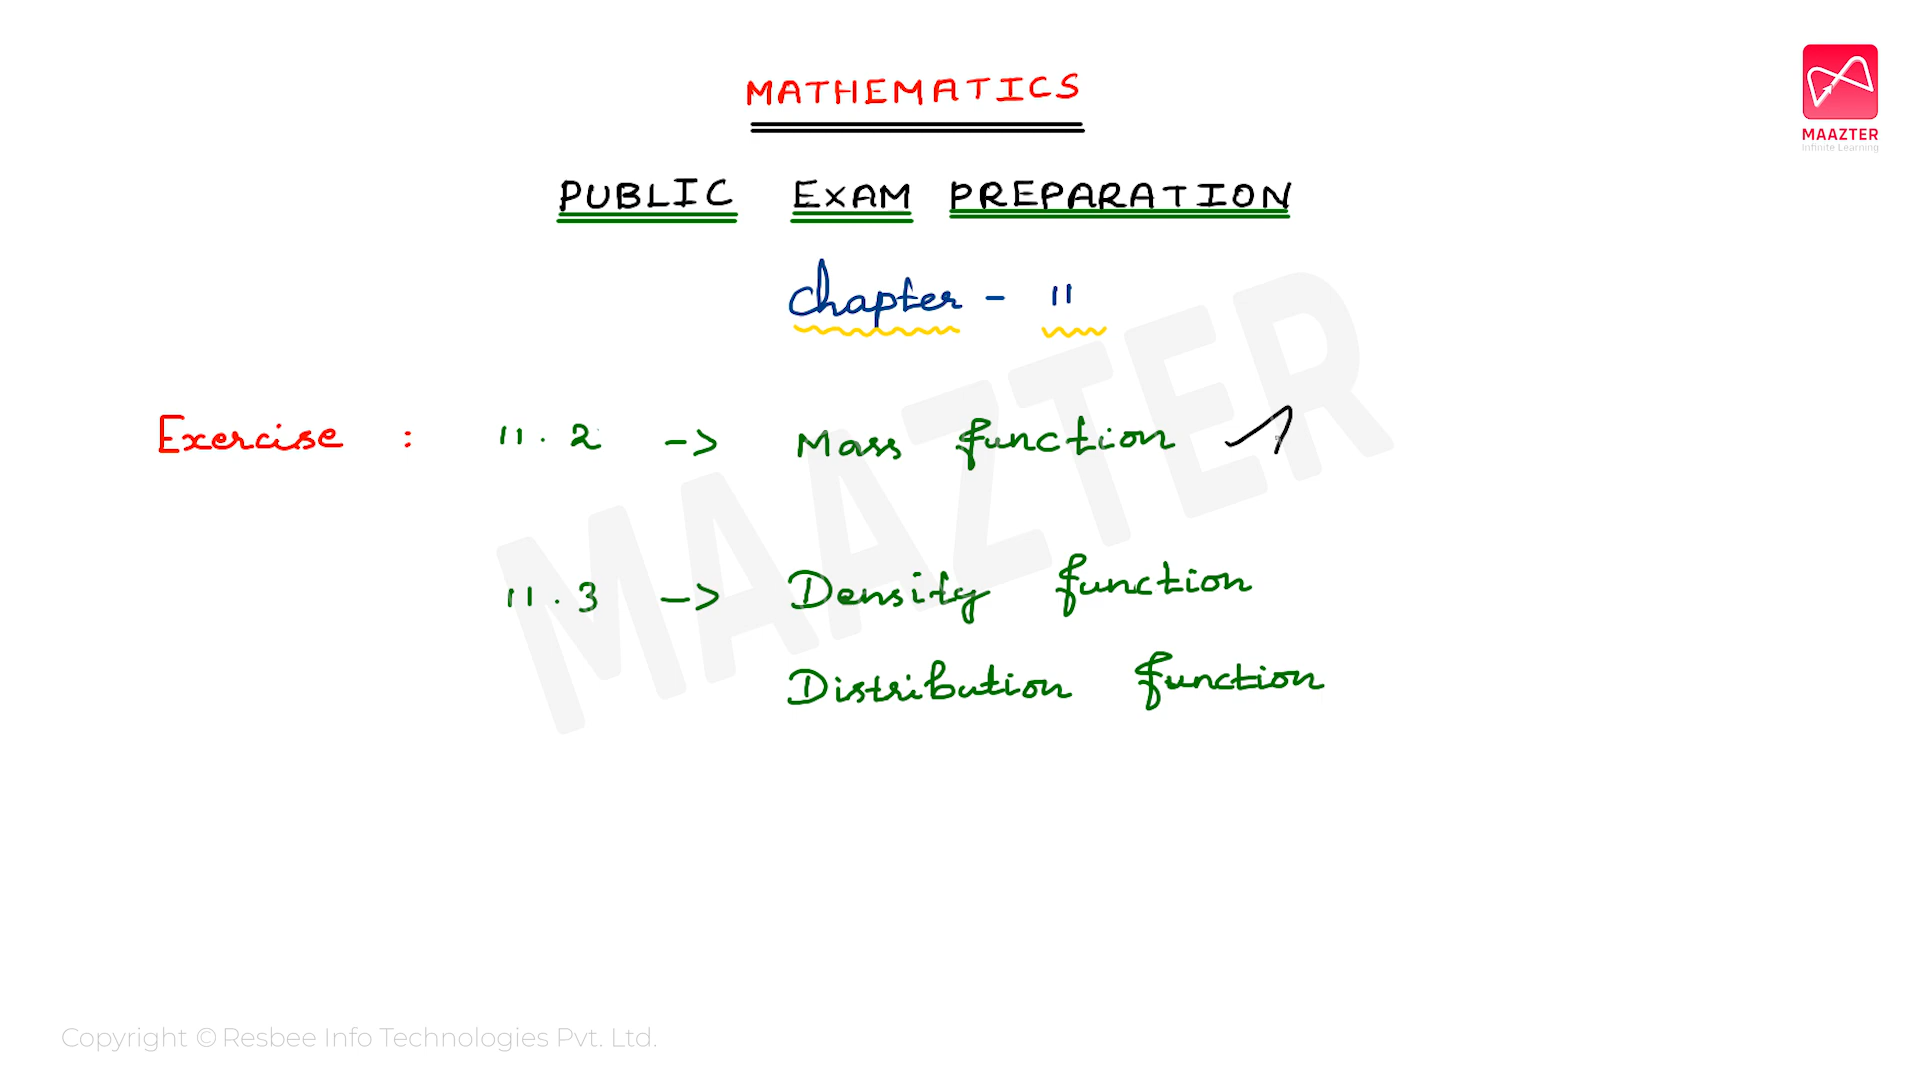 MATHEMATICS
MAAZTER
Infinite Learning
PUBLIC EXAM PREPARATION
Chapter - 11
Exercise : 11.2 -> Mass function
11.3 -> Density function
Distribution function
MAAZTER
Copyright © Resbee Info Technologies Pvt. Ltd.